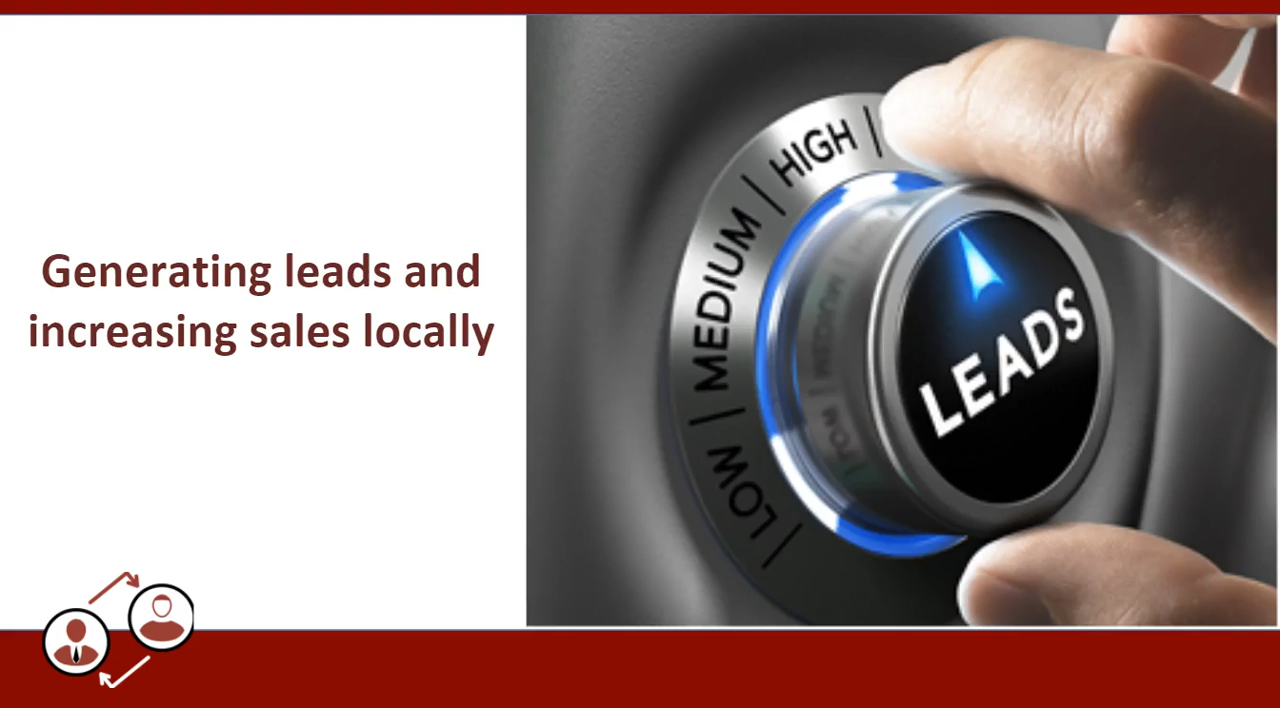 Generating leads and
increasing sales locally
HIGH
MEDIUM
LOW
LEADS